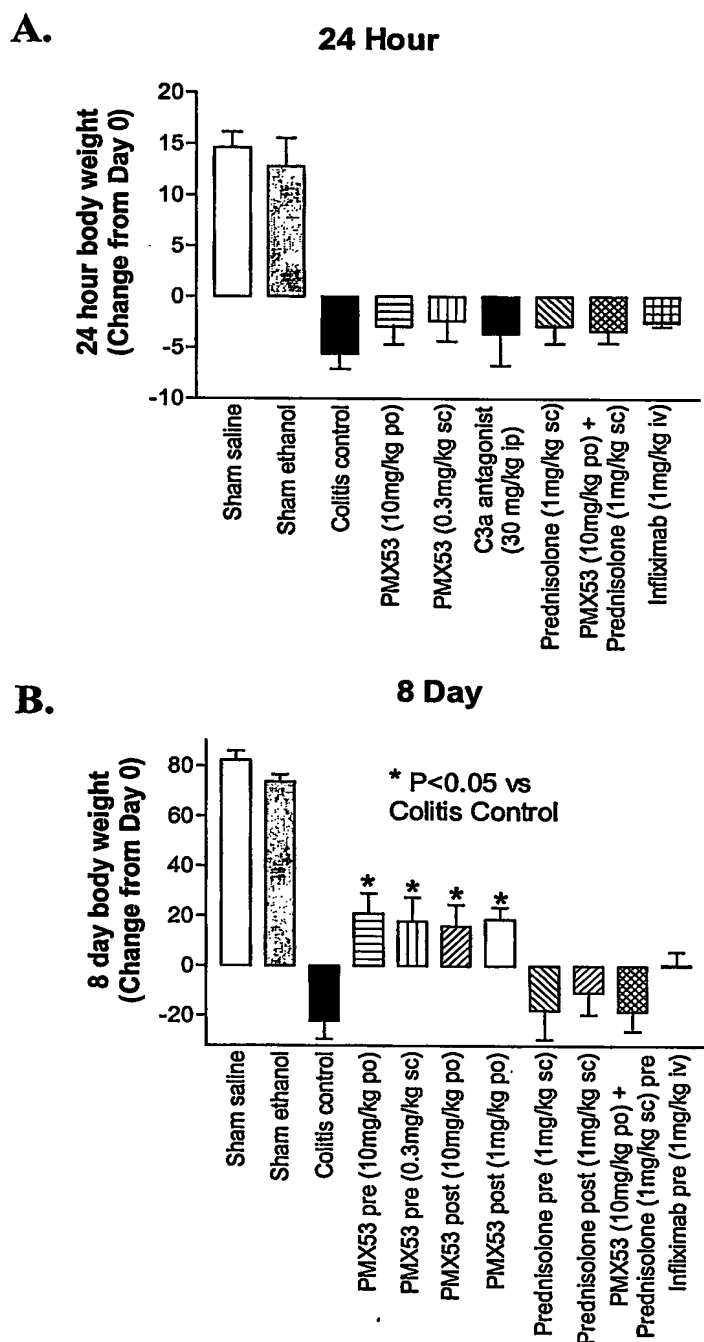 A.
24 Hour
24 hour body weight
(Change from Day 0)
20
15
10
5
0
-5
-10
Sham saline
Sham ethanol
Colitis control
PMX53 (10mg/kg po)
PMX53 (0.3mg/kg sc)
C3a antagonist
(30 mg/kg ip)
Prednisolone (1mg/kg sc)
PMX53 (10mg/kg po) +
Prednisolone (1mg/kg sc)
Infliximab (1mg/kg iv)
B.
8 Day
8 day body weight
(Change from Day 0)
80
60
40
20
0
-20
* P<0.05 vs
Colitis Control
* * * *
Sham saline
Sham ethanol
Colitis control
PMX53 pre (10mg/kg po)
PMX53 pre (0.3mg/kg sc)
PMX53 post (10mg/kg po)
PMX53 post (1mg/kg po)
Prednisolone pre (1mg/kg sc)
Prednisolone post (1mg/kg sc)
PMX53 (10mg/kg po) +
Prednisolone (1mg/kg sc) pre
Infliximab pre (1mg/kg iv)